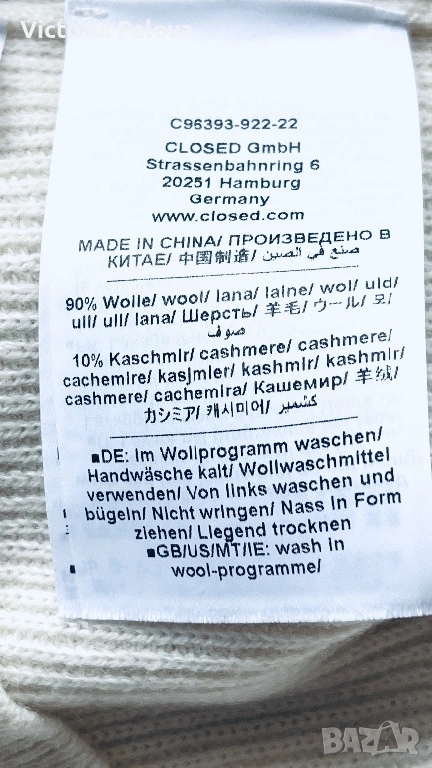 C96393-922-22
CLOSED GmbH
Strassenbahnring 6
20251 Hamburg
Germany
www.closed.com
MADE IN CHINA/ ПРОИЗВЕДЕНО В
КИТАЕ/ 中国制造/ صنع في الصين
90% Wolle/ wool/ lana/ laine/ wol/ uld/
ull/ ull/ lana/ Шерсть/ 羊毛/ ウール/ 모/
صوف
10% Kaschmir/ cashmere/ cashmere/
cachemire/ kasjmier/ kashmir/ kashmir/
cashmere/ cachemira/ Кашемир/ 羊绒/
カシミア/ 캐시미어/ كشمير
■DE: Im Wollprogramm waschen/
Handwäsche kalt/ Wollwaschmittel
verwenden/ Von links waschen und
bügeln/ Nicht wringen/ Nass in Form
ziehen/ Liegend trocknen
■GB/US/MT/IE: wash in
wool-programme/
BAZAR